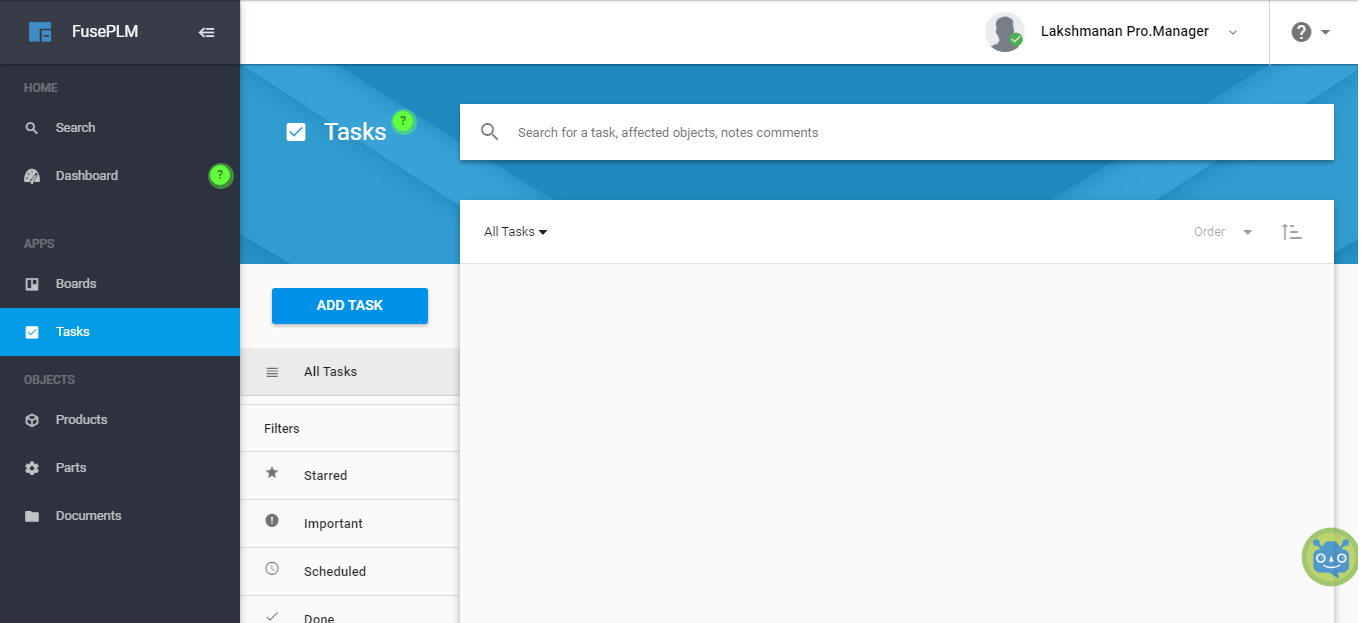 FusePLM
Lakshmanan Pro.Manager
?
HOME
Search
Dashboard
?
APPS
Boards
Tasks
OBJECTS
Products
Parts
Documents
Tasks
?
Search for a task, affected objects, notes comments
All Tasks
Order
ADD TASK
All Tasks
Filters
Starred
Important
Scheduled
Done